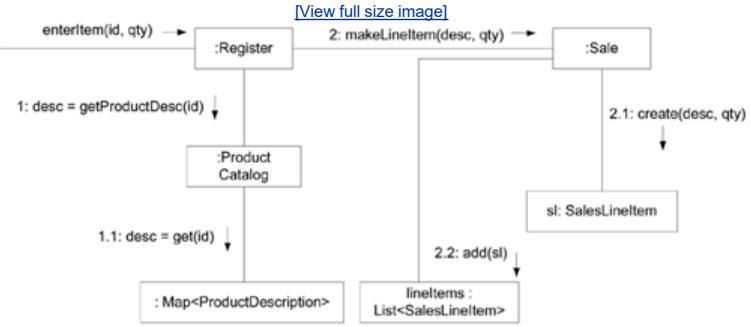 [View full size image]
enterItem(id, qty)
:Register
2: makeLineItem(desc, qty)
:Sale
1: desc = getProductDesc(id)
2.1: create(desc, qty)
:Product
Catalog
sl: SalesLineItem
1.1: desc = get(id)
2.2: add(sl)
: Map<ProductDescription>
lineItems :
List<SalesLineItem>